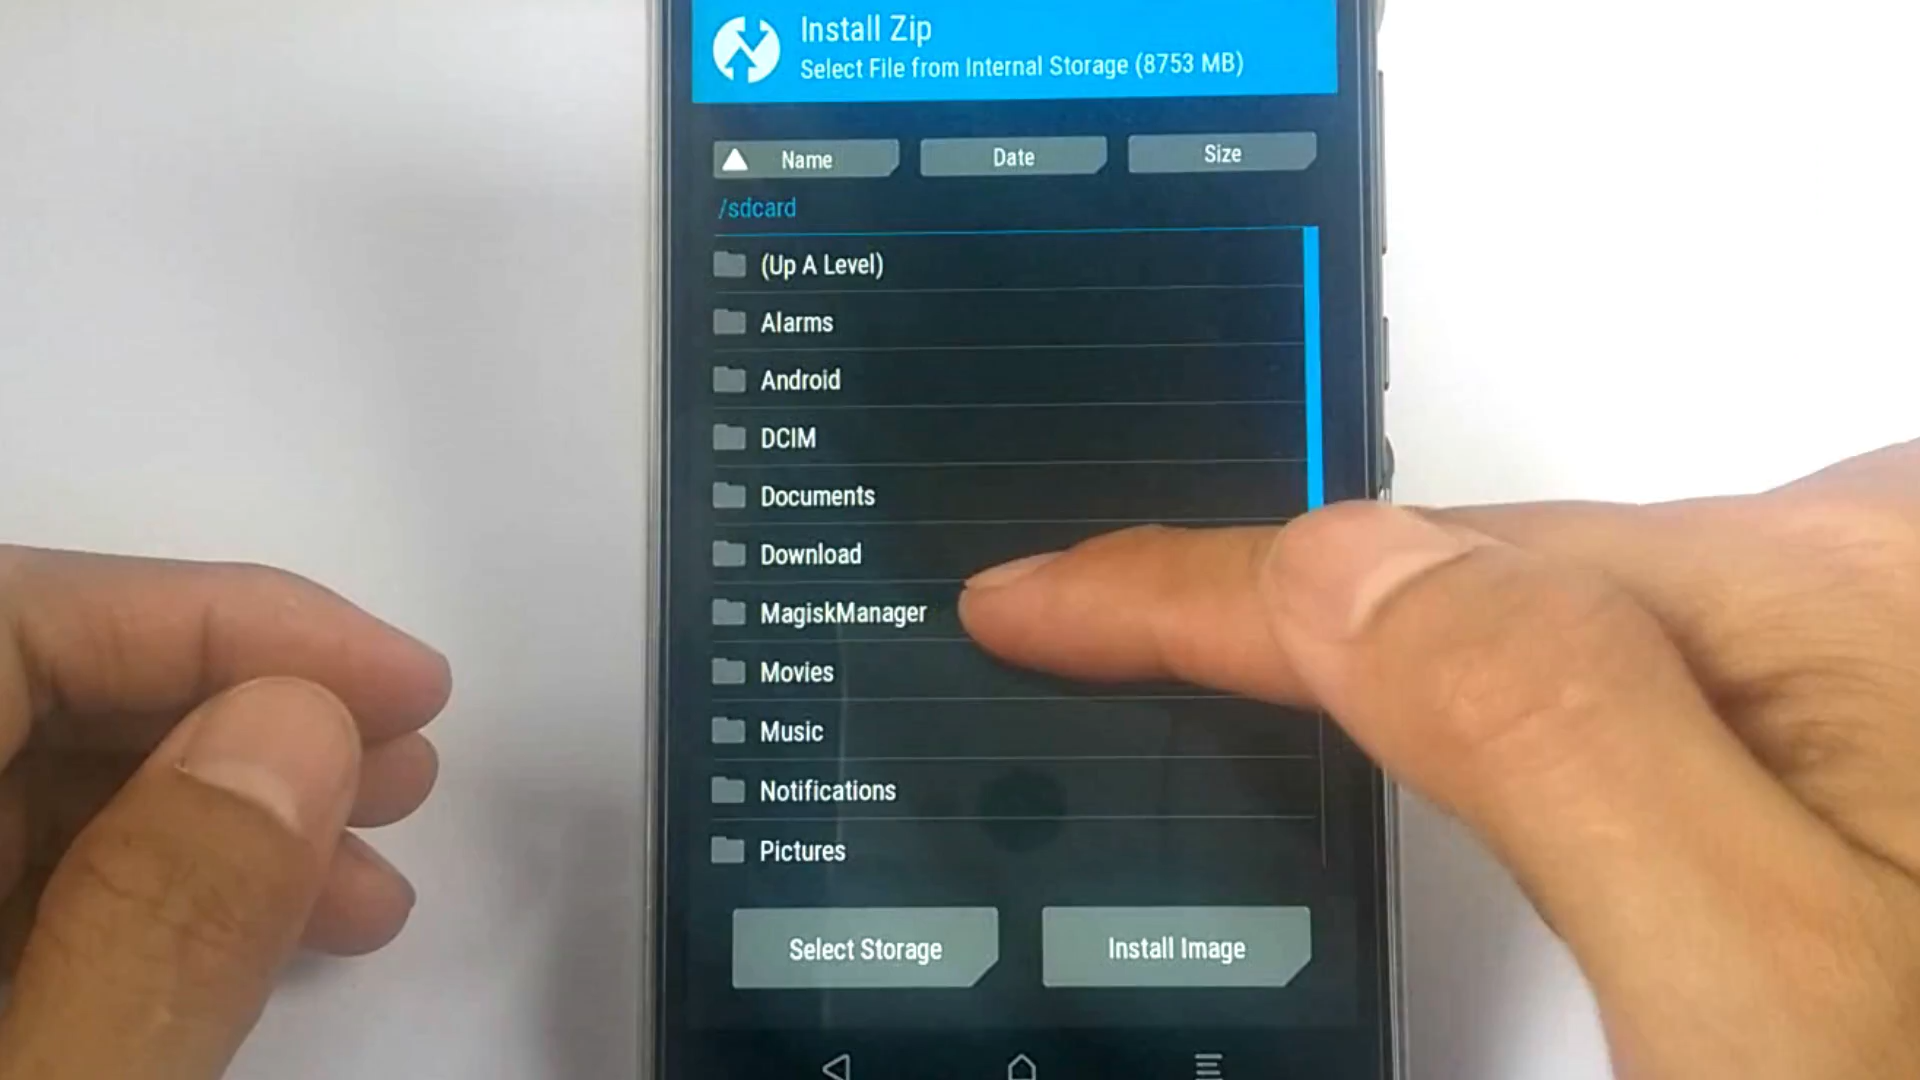 Install Zip
Select File from Internal Storage (8753 MB)
Name Date Size
/sdcard
(Up A Level)
Alarms
Android
DCIM
Documents
Download
MagiskManager
Movies
Music
Notifications
Pictures
Select Storage Install Image